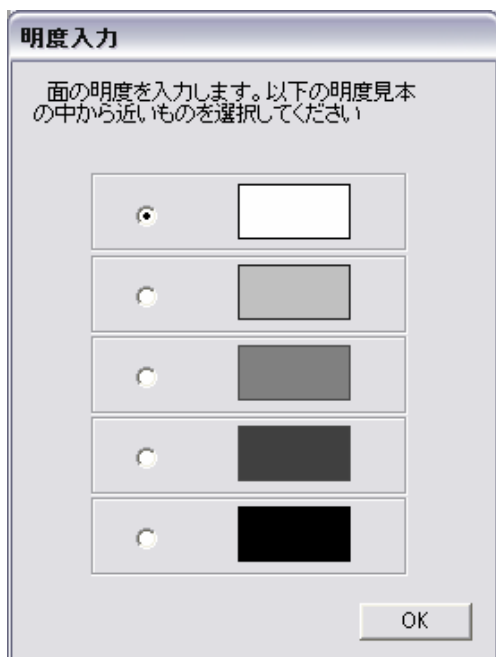 明度入力
面の明度を入力します。以下の明度見本
の中から近いものを選択してください
OK